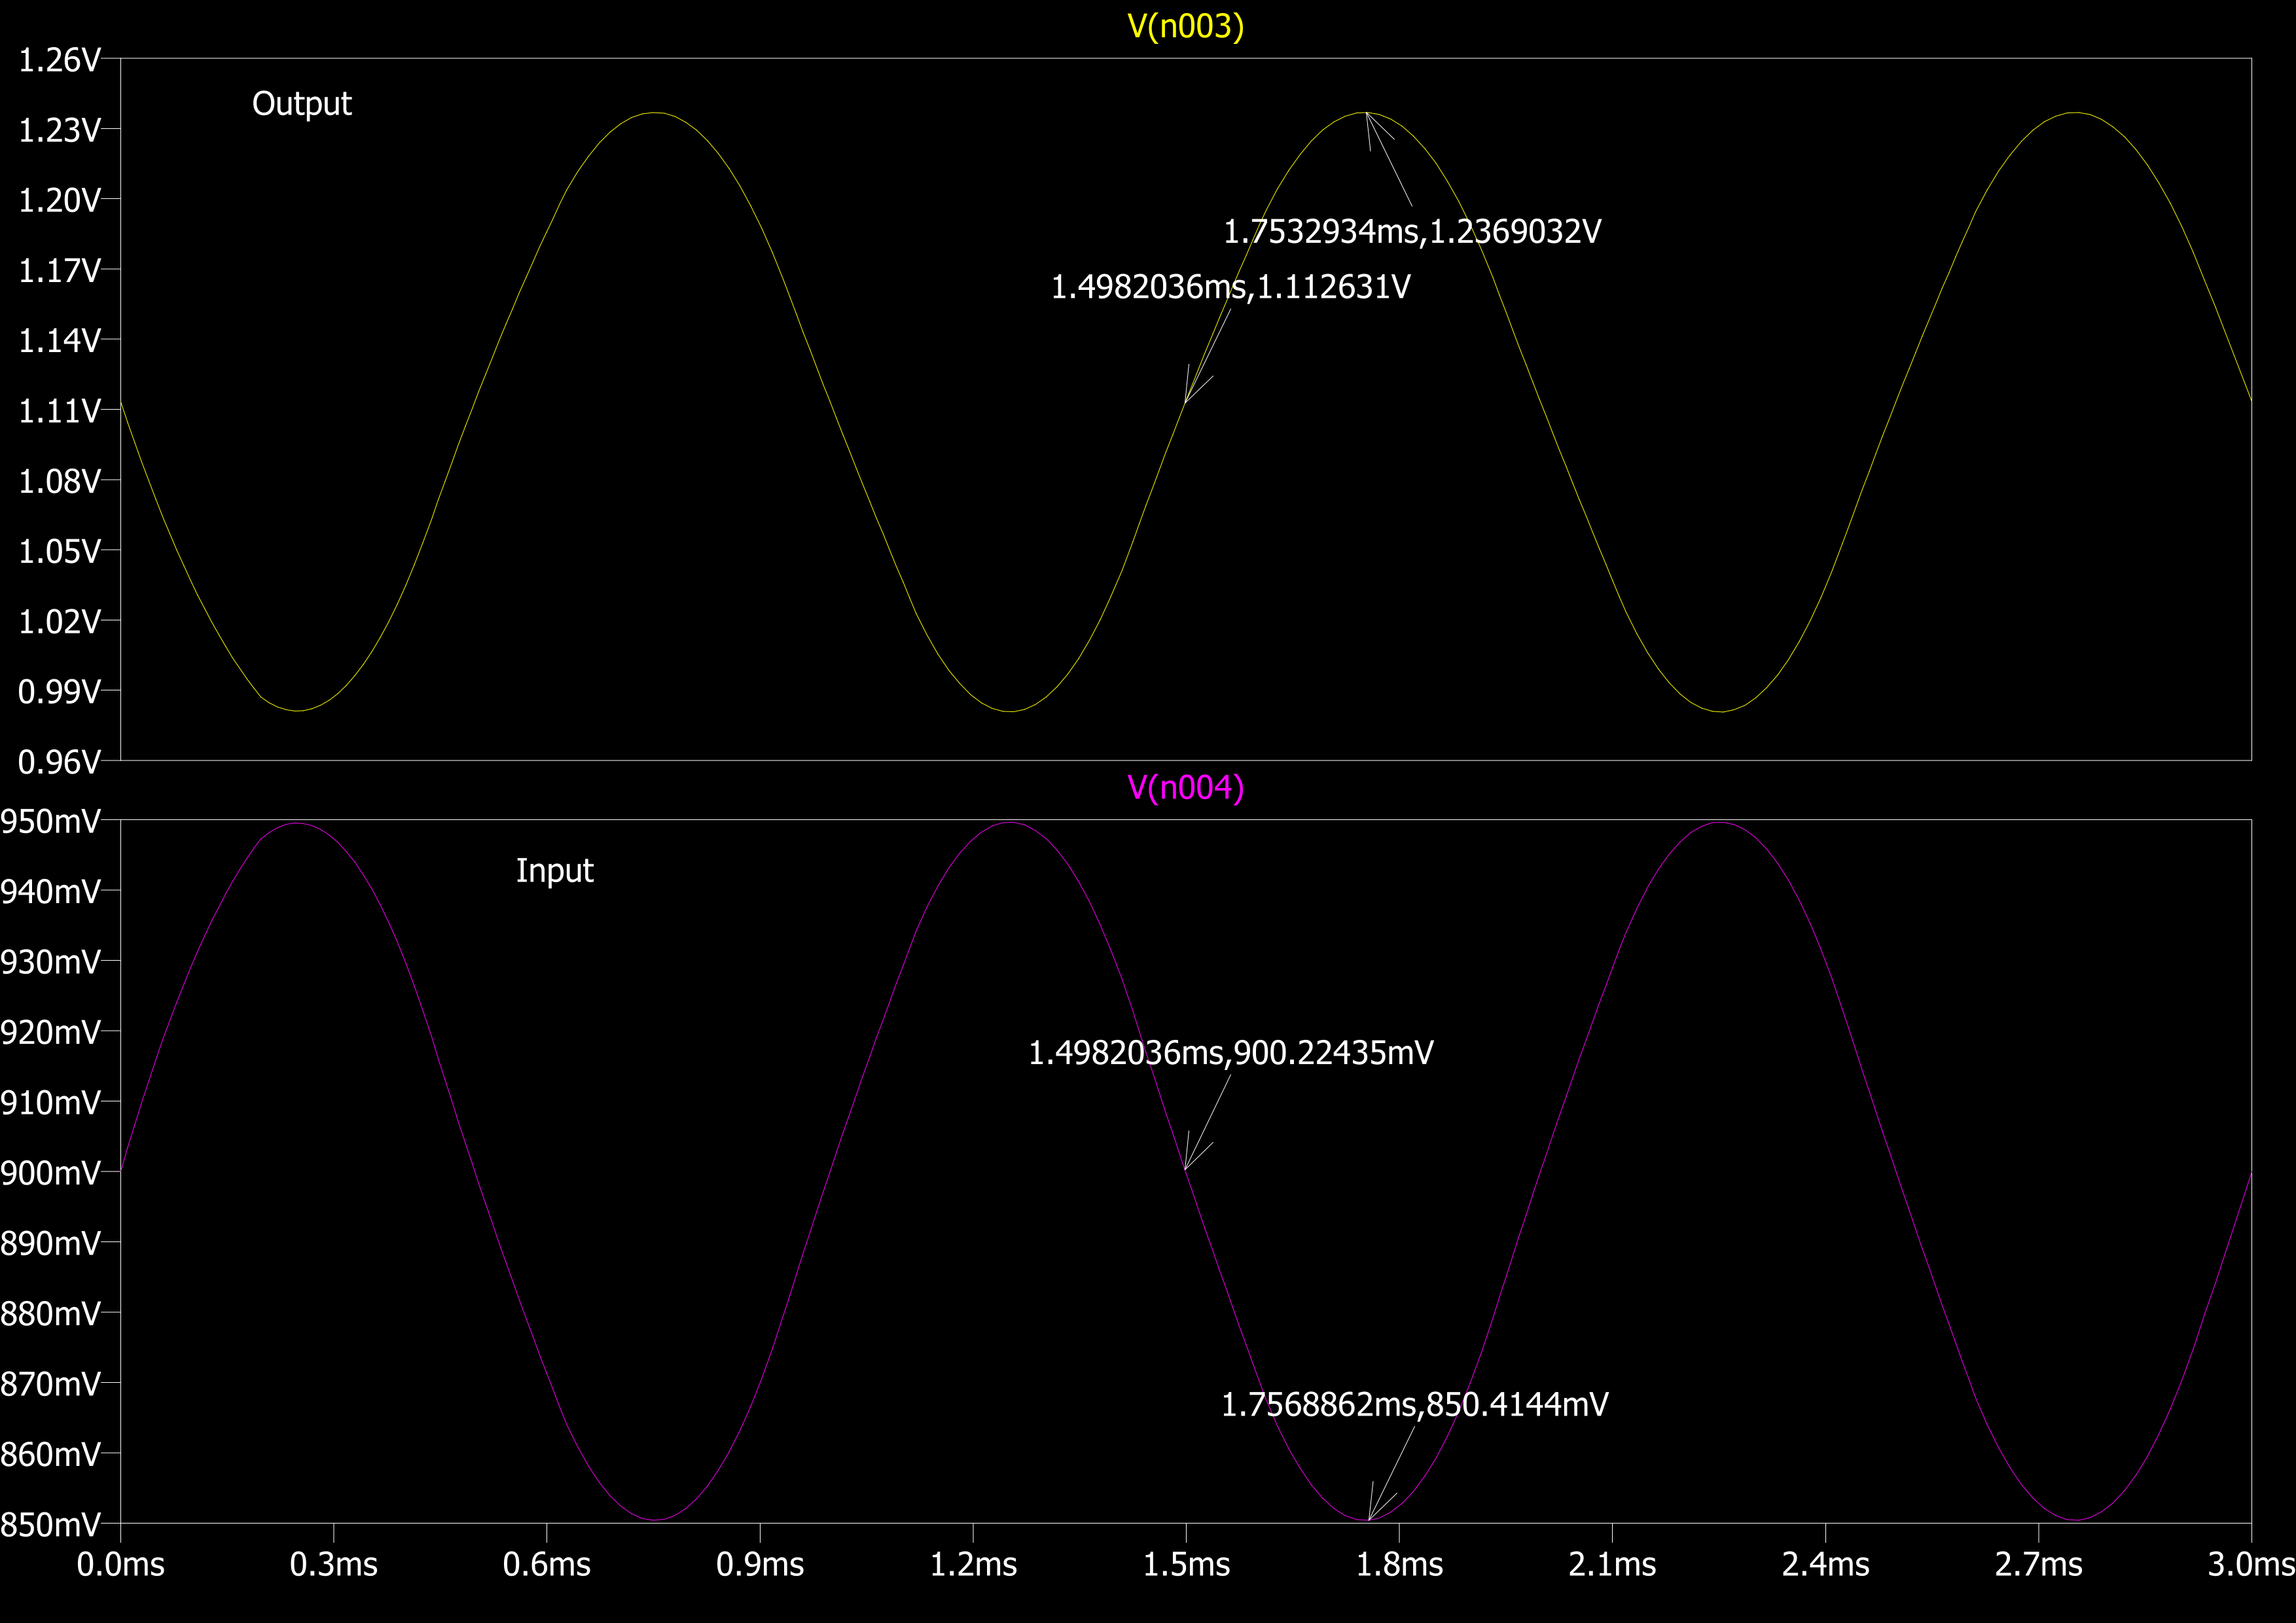 V(n003)
1.26V
Output
1.23V
1.20V
1.7532934ms,1.2369032V
1.17V
1.4982036ms,1.112631V
1.14V
1.11V
1.08V
1.05V
1.02V
0.99V
0.96V
V(n004)
950mV
Input
940mV
930mV
920mV
1.4982036ms,900.22435mV
910mV
900mV
890mV
880mV
870mV
1.7568862ms,850.4144mV
860mV
850mV
0.0ms 0.3ms 0.6ms 0.9ms 1.2ms 1.5ms 1.8ms 2.1ms 2.4ms 2.7ms 3.0ms